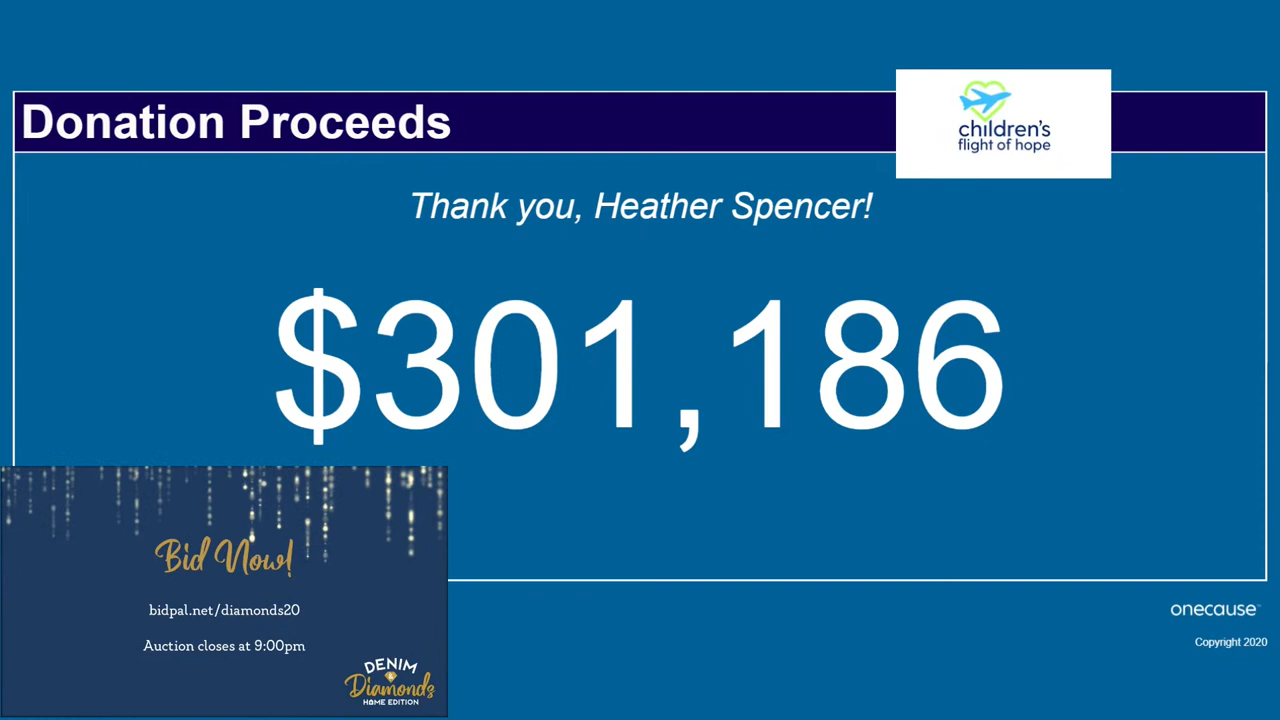 Donation Proceeds
children's
flight of hope
Thank you, Heather Spencer!
$301,186
Bid Now!
bidpal.net/diamonds20
Auction closes at 9:00pm
DENIM
&
Diamonds
HOME EDITION
onecause™
Copyright 2020